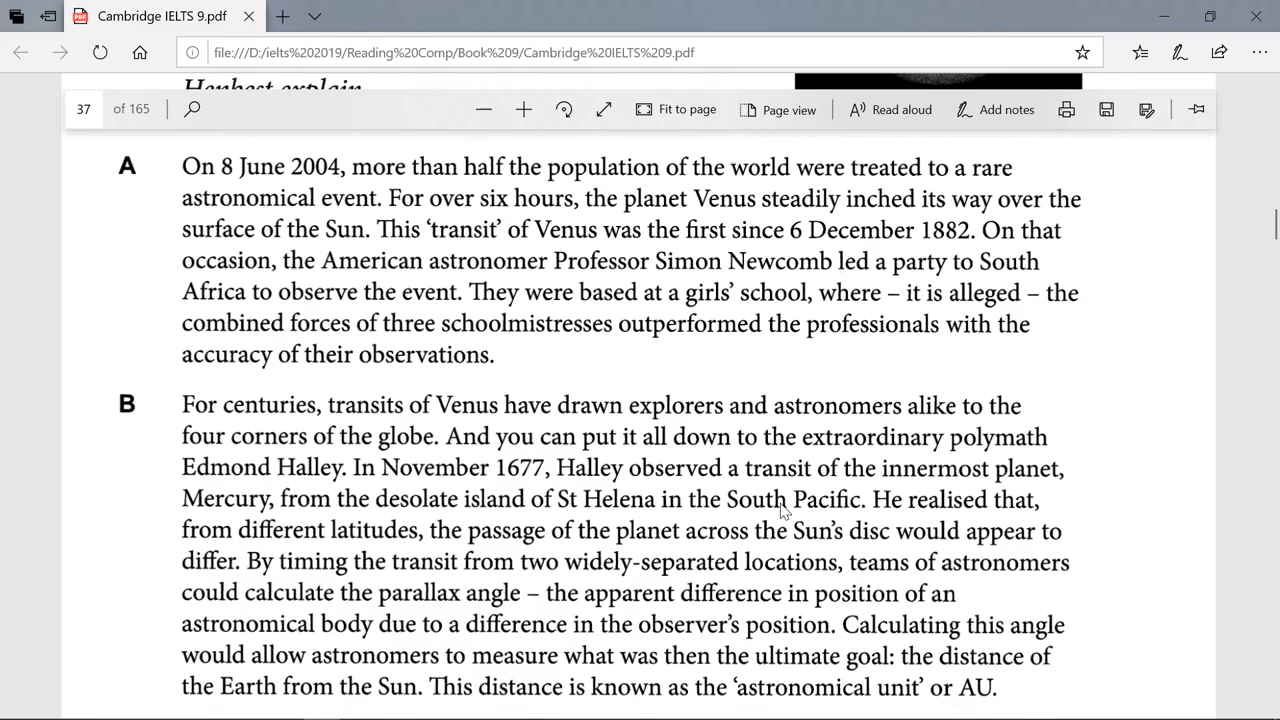 Cambridge IELTS 9.pdf
file:///D:/ielts%202019/Reading%20Comp/Book%209/Cambridge%20IELTS%209.pdf
Henbest explain
37 of 165 Fit to page Page view Read aloud Add notes
A On 8 June 2004, more than half the population of the world were treated to a rare
astronomical event. For over six hours, the planet Venus steadily inched its way over the
surface of the Sun. This ‘transit’ of Venus was the first since 6 December 1882. On that
occasion, the American astronomer Professor Simon Newcomb led a party to South
Africa to observe the event. They were based at a girls’ school, where – it is alleged – the
combined forces of three schoolmistresses outperformed the professionals with the
accuracy of their observations.
B For centuries, transits of Venus have drawn explorers and astronomers alike to the
four corners of the globe. And you can put it all down to the extraordinary polymath
Edmond Halley. In November 1677, Halley observed a transit of the innermost planet,
Mercury, from the desolate island of St Helena in the South Pacific. He realised that,
from different latitudes, the passage of the planet across the Sun’s disc would appear to
differ. By timing the transit from two widely-separated locations, teams of astronomers
could calculate the parallax angle – the apparent difference in position of an
astronomical body due to a difference in the observer’s position. Calculating this angle
would allow astronomers to measure what was then the ultimate goal: the distance of
the Earth from the Sun. This distance is known as the ‘astronomical unit’ or AU.